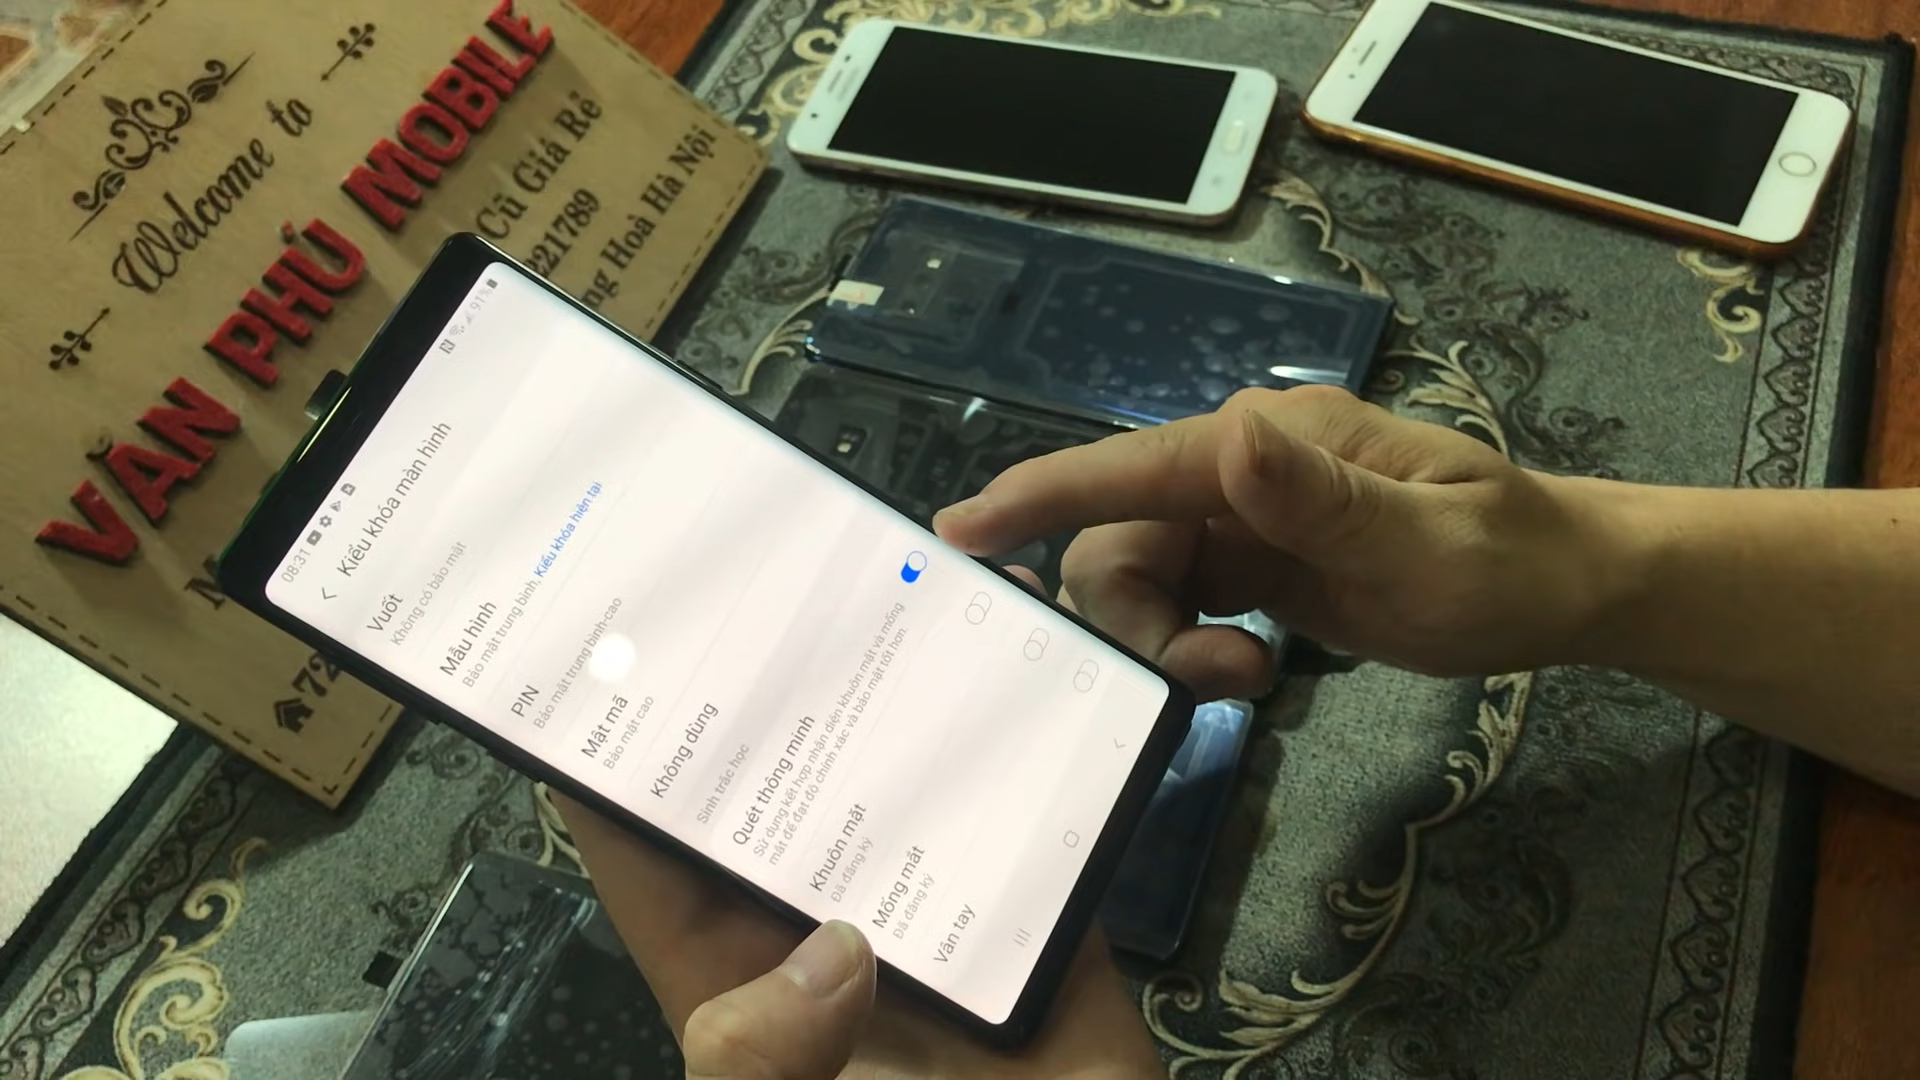 Welcome to
VĂN PHÚ MOBILE
Cũ Giá Rẻ
221789
72
ng Hoà Hà Nội
08:31
91%
Kiểu khóa màn hình
Vuốt
Không có bảo mật
Mẫu hình
Bảo mật trung bình, Kiểu khóa hiện tại
PIN
Bảo mật trung bình-cao
Mật mã
Bảo mật cao
Không dùng
Sinh trắc học
Quét thông minh
Sử dụng kết hợp nhận diện khuôn mặt và mống
mắt để đạt độ chính xác và bảo mật tốt hơn.
Khuôn mặt
Đã đăng ký
Mống mắt
Đã đăng ký
Vân tay